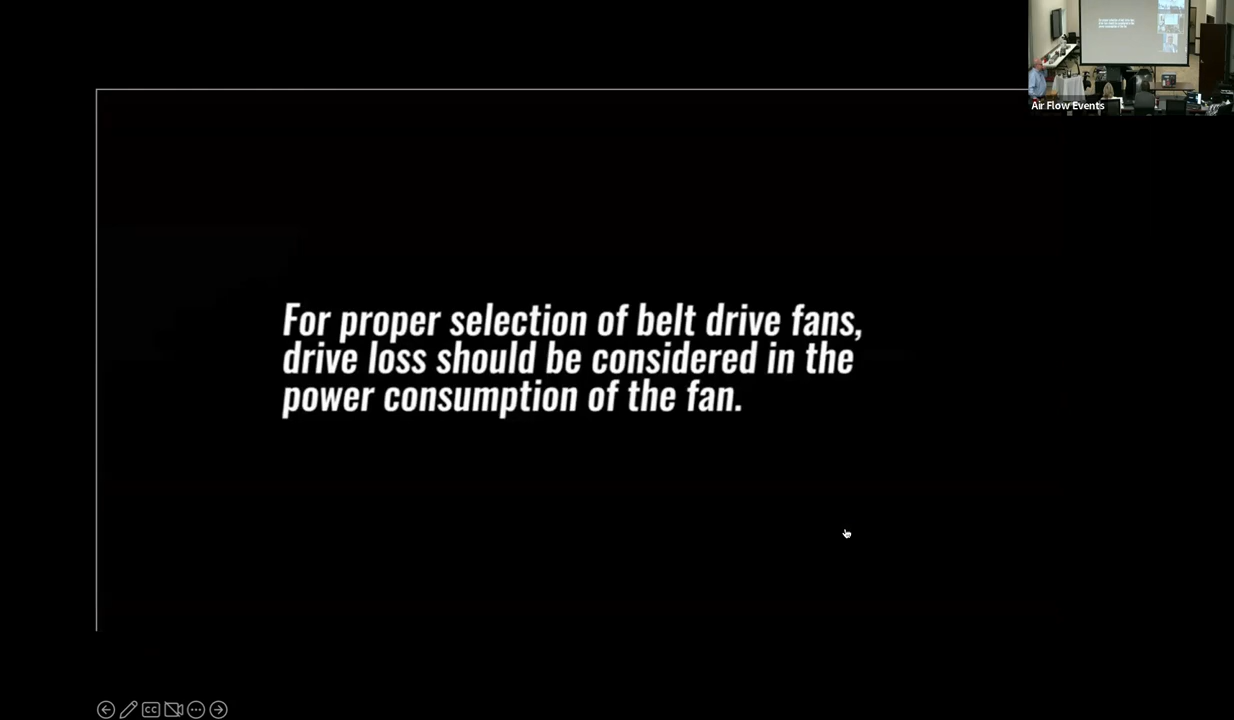 Air Flow Events
For proper selection of belt drive fans,
drive loss should be considered in the
power consumption of the fan.
CC